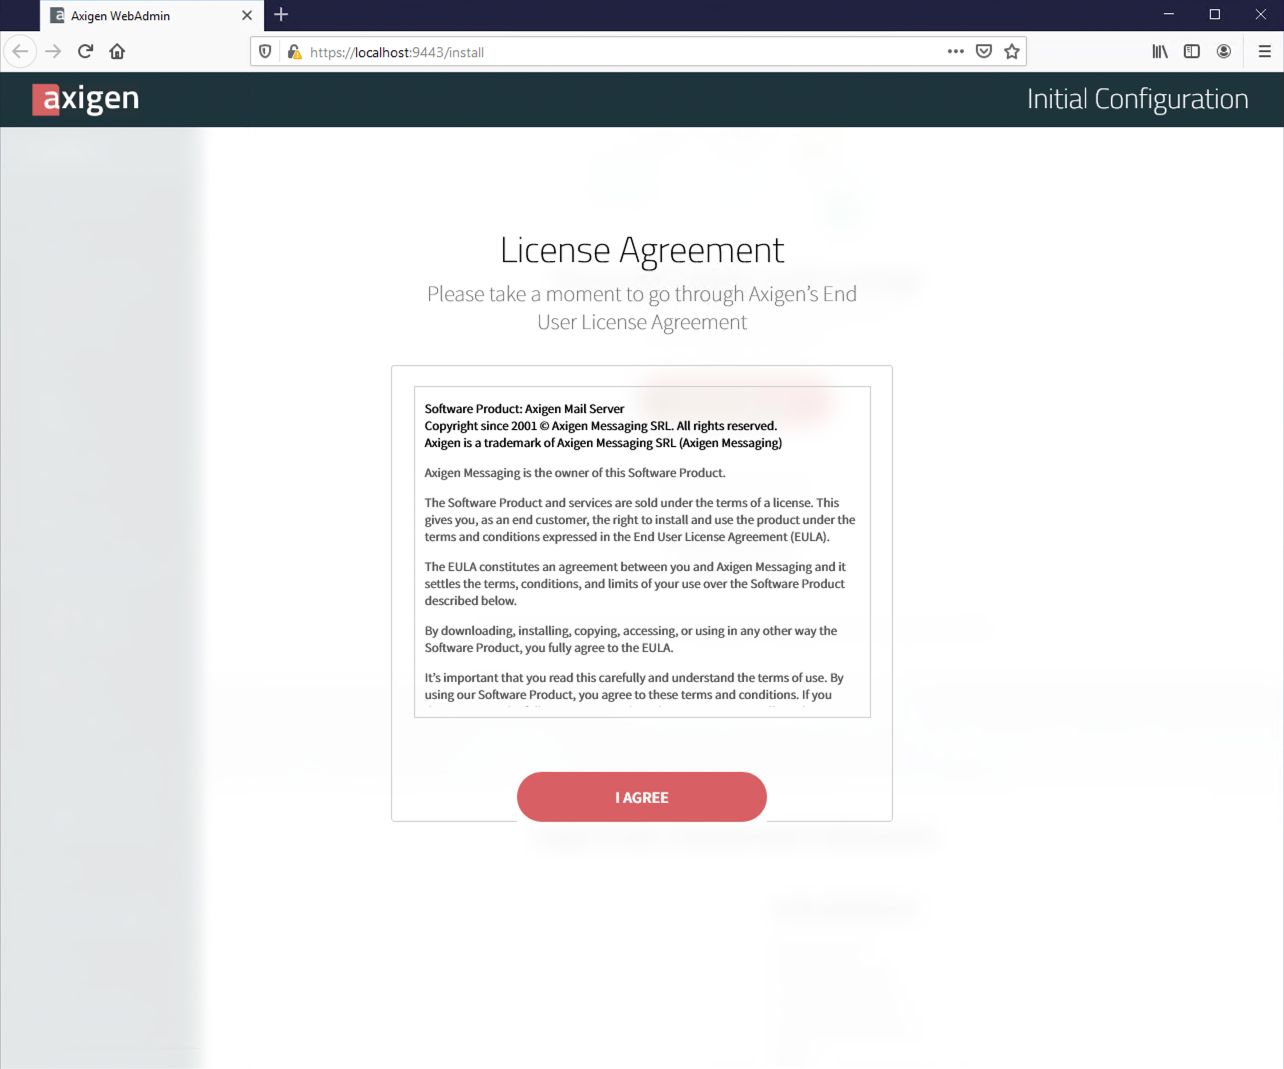 Axigen WebAdmin
https://localhost:9443/install
axigen
Initial Configuration
License Agreement
Please take a moment to go through Axigen’s End
User License Agreement
Software Product: Axigen Mail Server
Copyright since 2001 © Axigen Messaging SRL. All rights reserved.
Axigen is a trademark of Axigen Messaging SRL (Axigen Messaging)
Axigen Messaging is the owner of this Software Product.
The Software Product and services are sold under the terms of a license. This
gives you, as an end customer, the right to install and use the product under the
terms and conditions expressed in the End User License Agreement (EULA).
The EULA constitutes an agreement between you and Axigen Messaging and it
settles the terms, conditions, and limits of your use over the Software Product
described below.
By downloading, installing, copying, accessing, or using in any other way the
Software Product, you fully agree to the EULA.
It’s important that you read this carefully and understand the terms of use. By
using our Software Product, you agree to these terms and conditions. If you
I AGREE